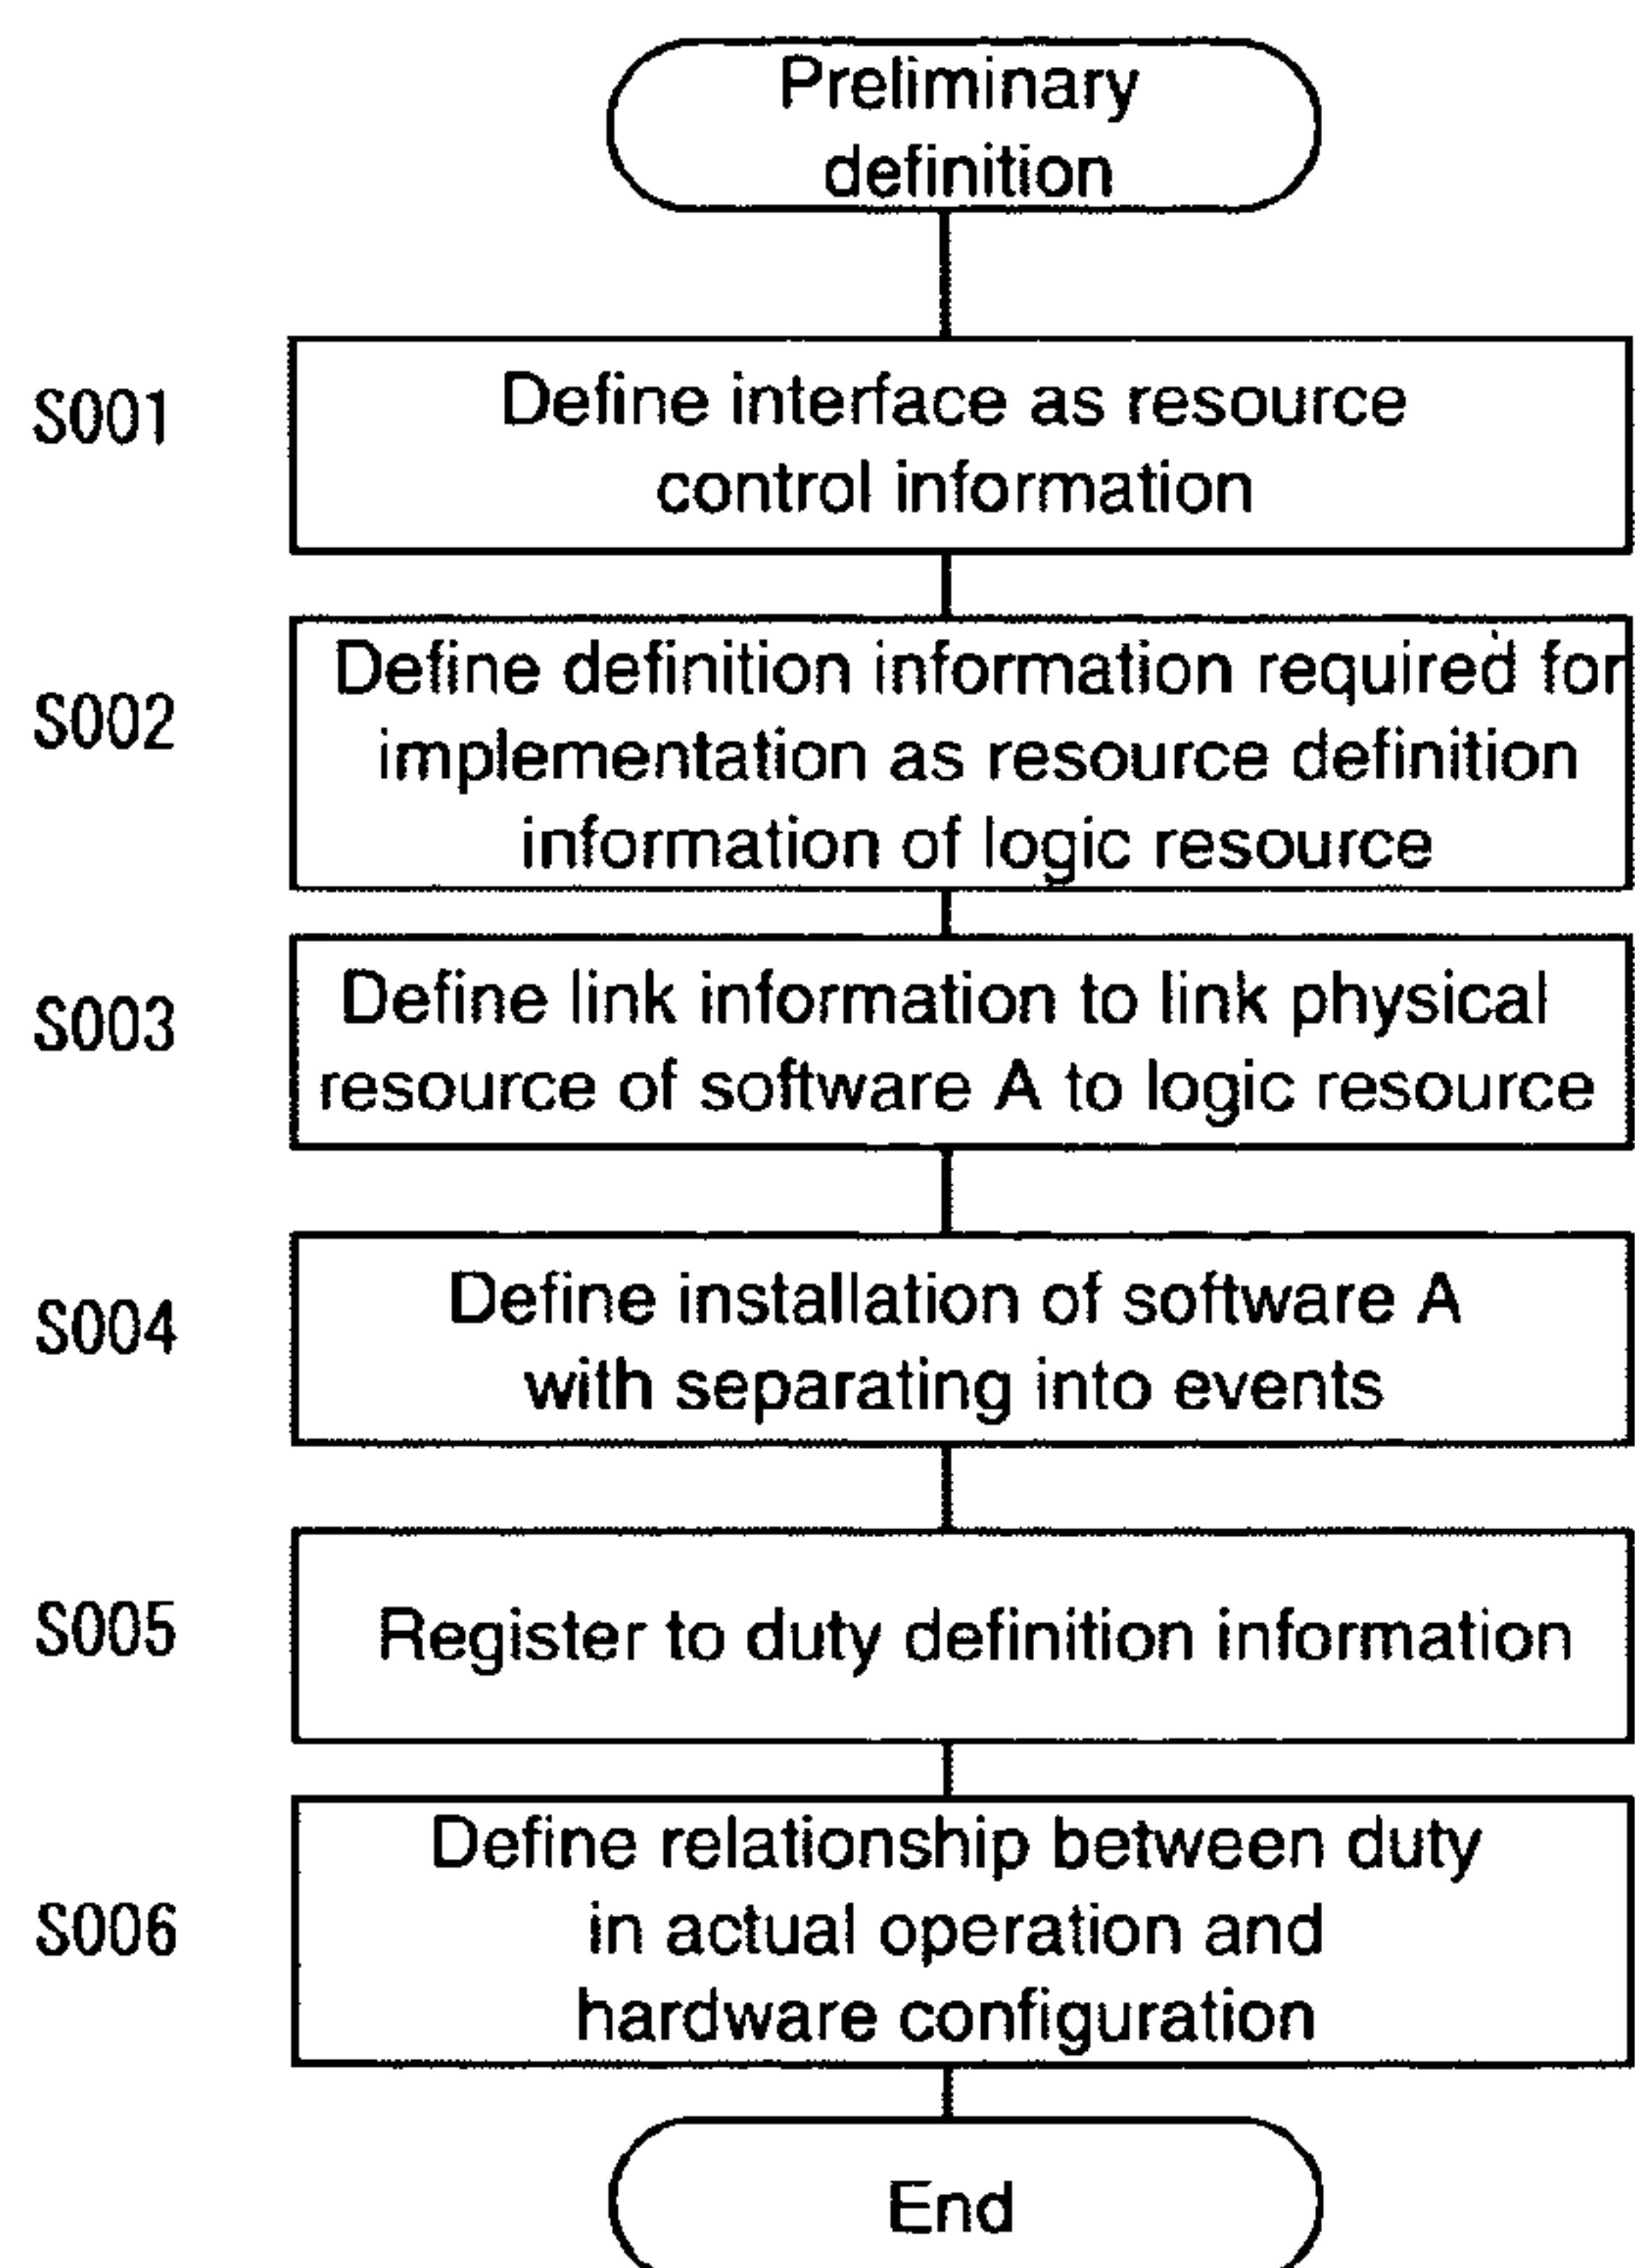 Preliminary
definition
S001
Define interface as resource
control information
S002
Define definition information required for
implementation as resource definition
information of logic resource
S003
Define link information to link physical
resource of software A to logic resource
S004
Define installation of software A
with separating into events
S005
Register to duty definition information
S006
Define relationship between duty
in actual operation and
hardware configuration
End